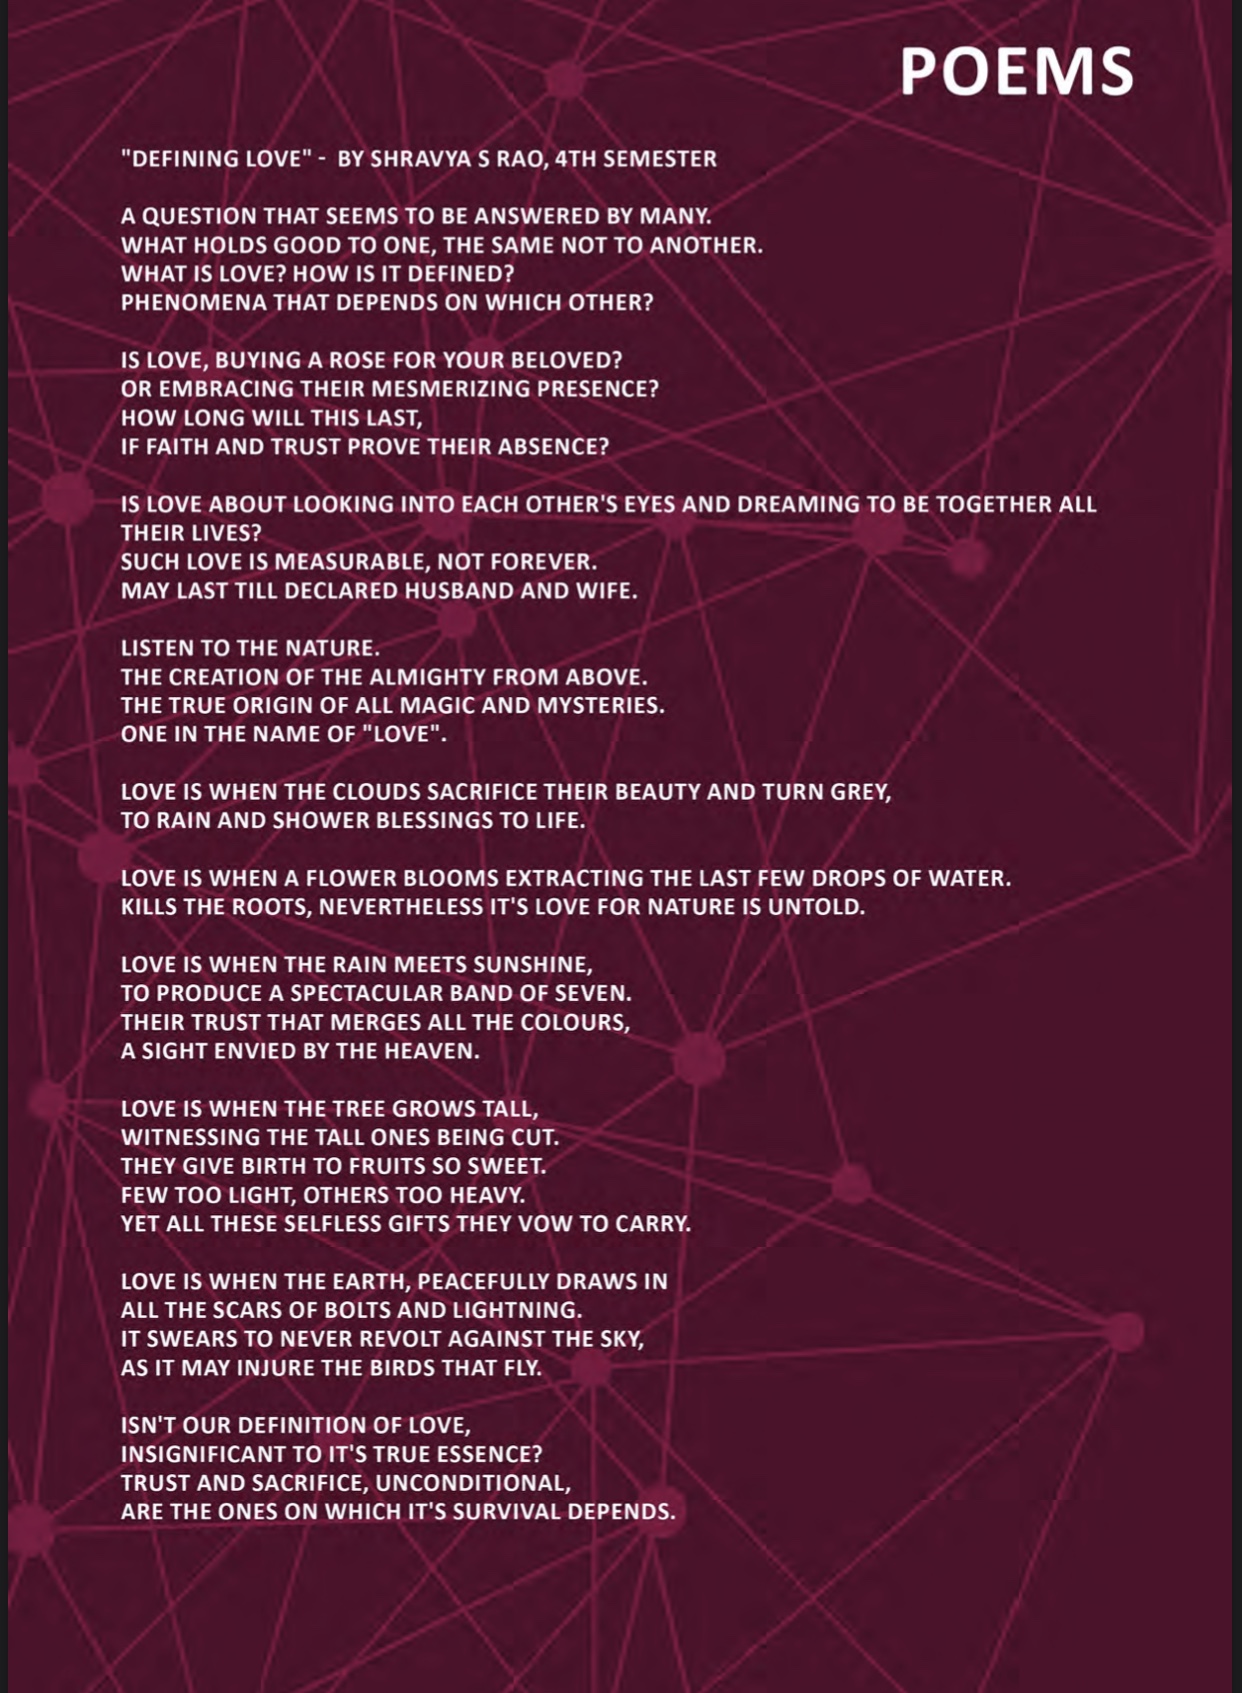 POEMS
"DEFINING LOVE" - BY SHRAVYA S RAO, 4TH SEMESTER
A QUESTION THAT SEEMS TO BE ANSWERED BY MANY.
WHAT HOLDS GOOD TO ONE, THE SAME NOT TO ANOTHER.
WHAT IS LOVE? HOW IS IT DEFINED?
PHENOMENA THAT DEPENDS ON WHICH OTHER?
IS LOVE, BUYING A ROSE FOR YOUR BELOVED?
OR EMBRACING THEIR MESMERIZING PRESENCE?
HOW LONG WILL THIS LAST,
IF FAITH AND TRUST PROVE THEIR ABSENCE?
IS LOVE ABOUT LOOKING INTO EACH OTHER'S EYES AND DREAMING TO BE TOGETHER ALL
THEIR LIVES?
SUCH LOVE IS MEASURABLE, NOT FOREVER.
MAY LAST TILL DECLARED HUSBAND AND WIFE.
LISTEN TO THE NATURE.
THE CREATION OF THE ALMIGHTY FROM ABOVE.
THE TRUE ORIGIN OF ALL MAGIC AND MYSTERIES.
ONE IN THE NAME OF "LOVE".
LOVE IS WHEN THE CLOUDS SACRIFICE THEIR BEAUTY AND TURN GREY,
TO RAIN AND SHOWER BLESSINGS TO LIFE.
LOVE IS WHEN A FLOWER BLOOMS EXTRACTING THE LAST FEW DROPS OF WATER.
KILLS THE ROOTS, NEVERTHELESS IT'S LOVE FOR NATURE IS UNTOLD.
LOVE IS WHEN THE RAIN MEETS SUNSHINE,
TO PRODUCE A SPECTACULAR BAND OF SEVEN.
THEIR TRUST THAT MERGES ALL THE COLOURS,
A SIGHT ENVIED BY THE HEAVEN.
LOVE IS WHEN THE TREE GROWS TALL,
WITNESSING THE TALL ONES BEING CUT.
THEY GIVE BIRTH TO FRUITS SO SWEET.
FEW TOO LIGHT, OTHERS TOO HEAVY.
YET ALL THESE SELFLESS GIFTS THEY VOW TO CARRY.
LOVE IS WHEN THE EARTH, PEACEFULLY DRAWS IN
ALL THE SCARS OF BOLTS AND LIGHTNING.
IT SWEARS TO NEVER REVOLT AGAINST THE SKY,
AS IT MAY INJURE THE BIRDS THAT FLY.
ISN'T OUR DEFINITION OF LOVE,
INSIGNIFICANT TO IT'S TRUE ESSENCE?
TRUST AND SACRIFICE, UNCONDITIONAL,
ARE THE ONES ON WHICH IT'S SURVIVAL DEPENDS.